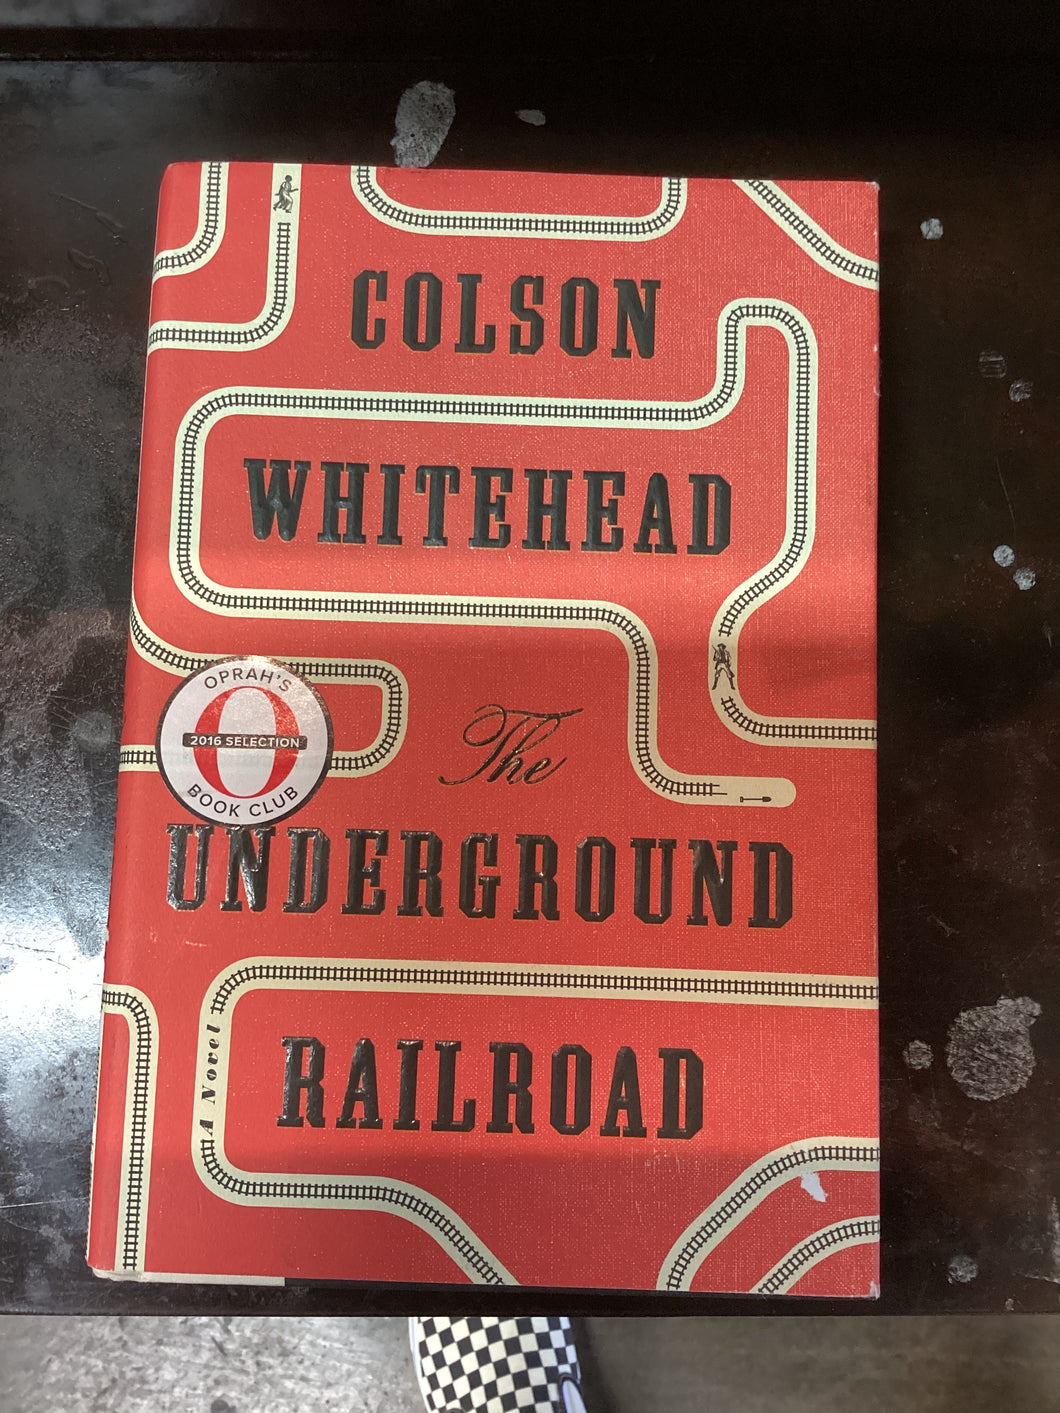 COLSON
WHITEHEAD
OPRAH'S
2016 SELECTION
BOOK CLUB
The
UNDERGROUND
RAILROAD
A Novel